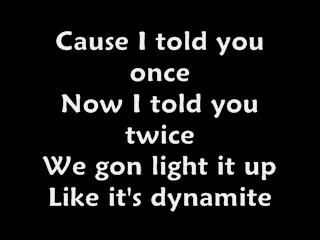 Cause I told you
once
Now I told you
twice
We gon light it up
Like it's dynamite